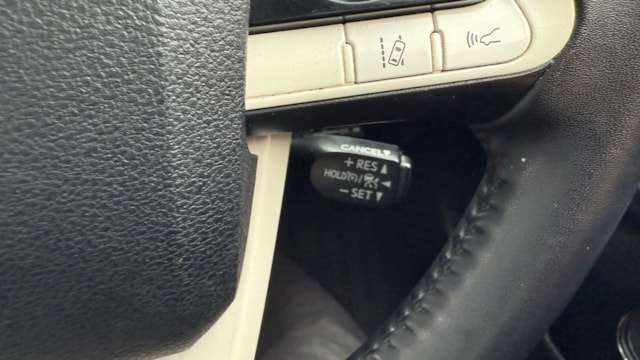 CANCEL▼
+ RES ▲
HOLD(S)/ ◄
– SET ▼